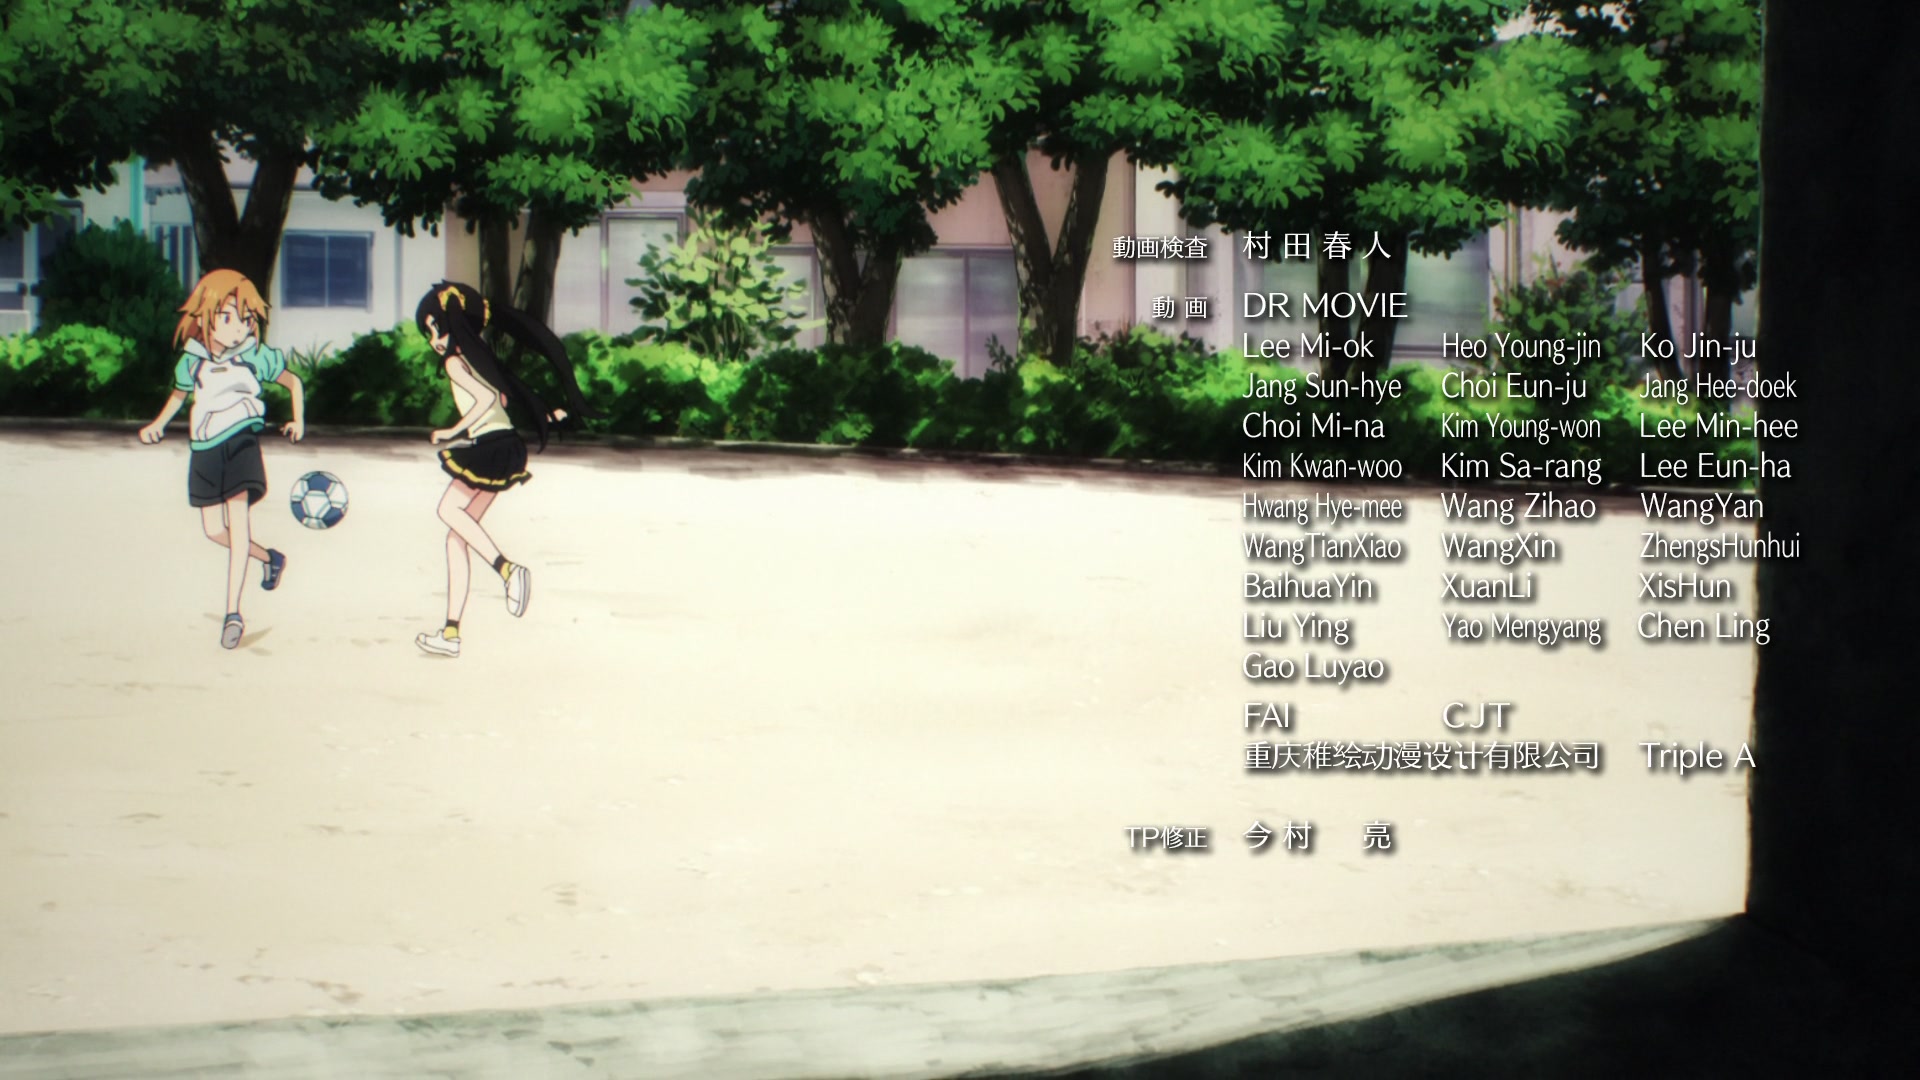 動画検査 村田春人
動画 DR MOVIE
Lee Mi-ok Heo Young-jin Ko Jin-ju
Jang Sun-hye Choi Eun-ju Jang Hee-doek
Choi Mi-na Kim Young-won Lee Min-hee
Kim Kwan-woo Kim Sa-rang Lee Eun-ha
Hwang Hye-mee Wang Zihao WangYan
WangTianXiao WangXin ZhengsHunhui
BaihuaYin XuanLi XisHun
Liu Ying Yao Mengyang Chen Ling
Gao Luyao
FAI CJT
重庆稚绘动漫设计有限公司 Triple A
TP修正 今村 亮